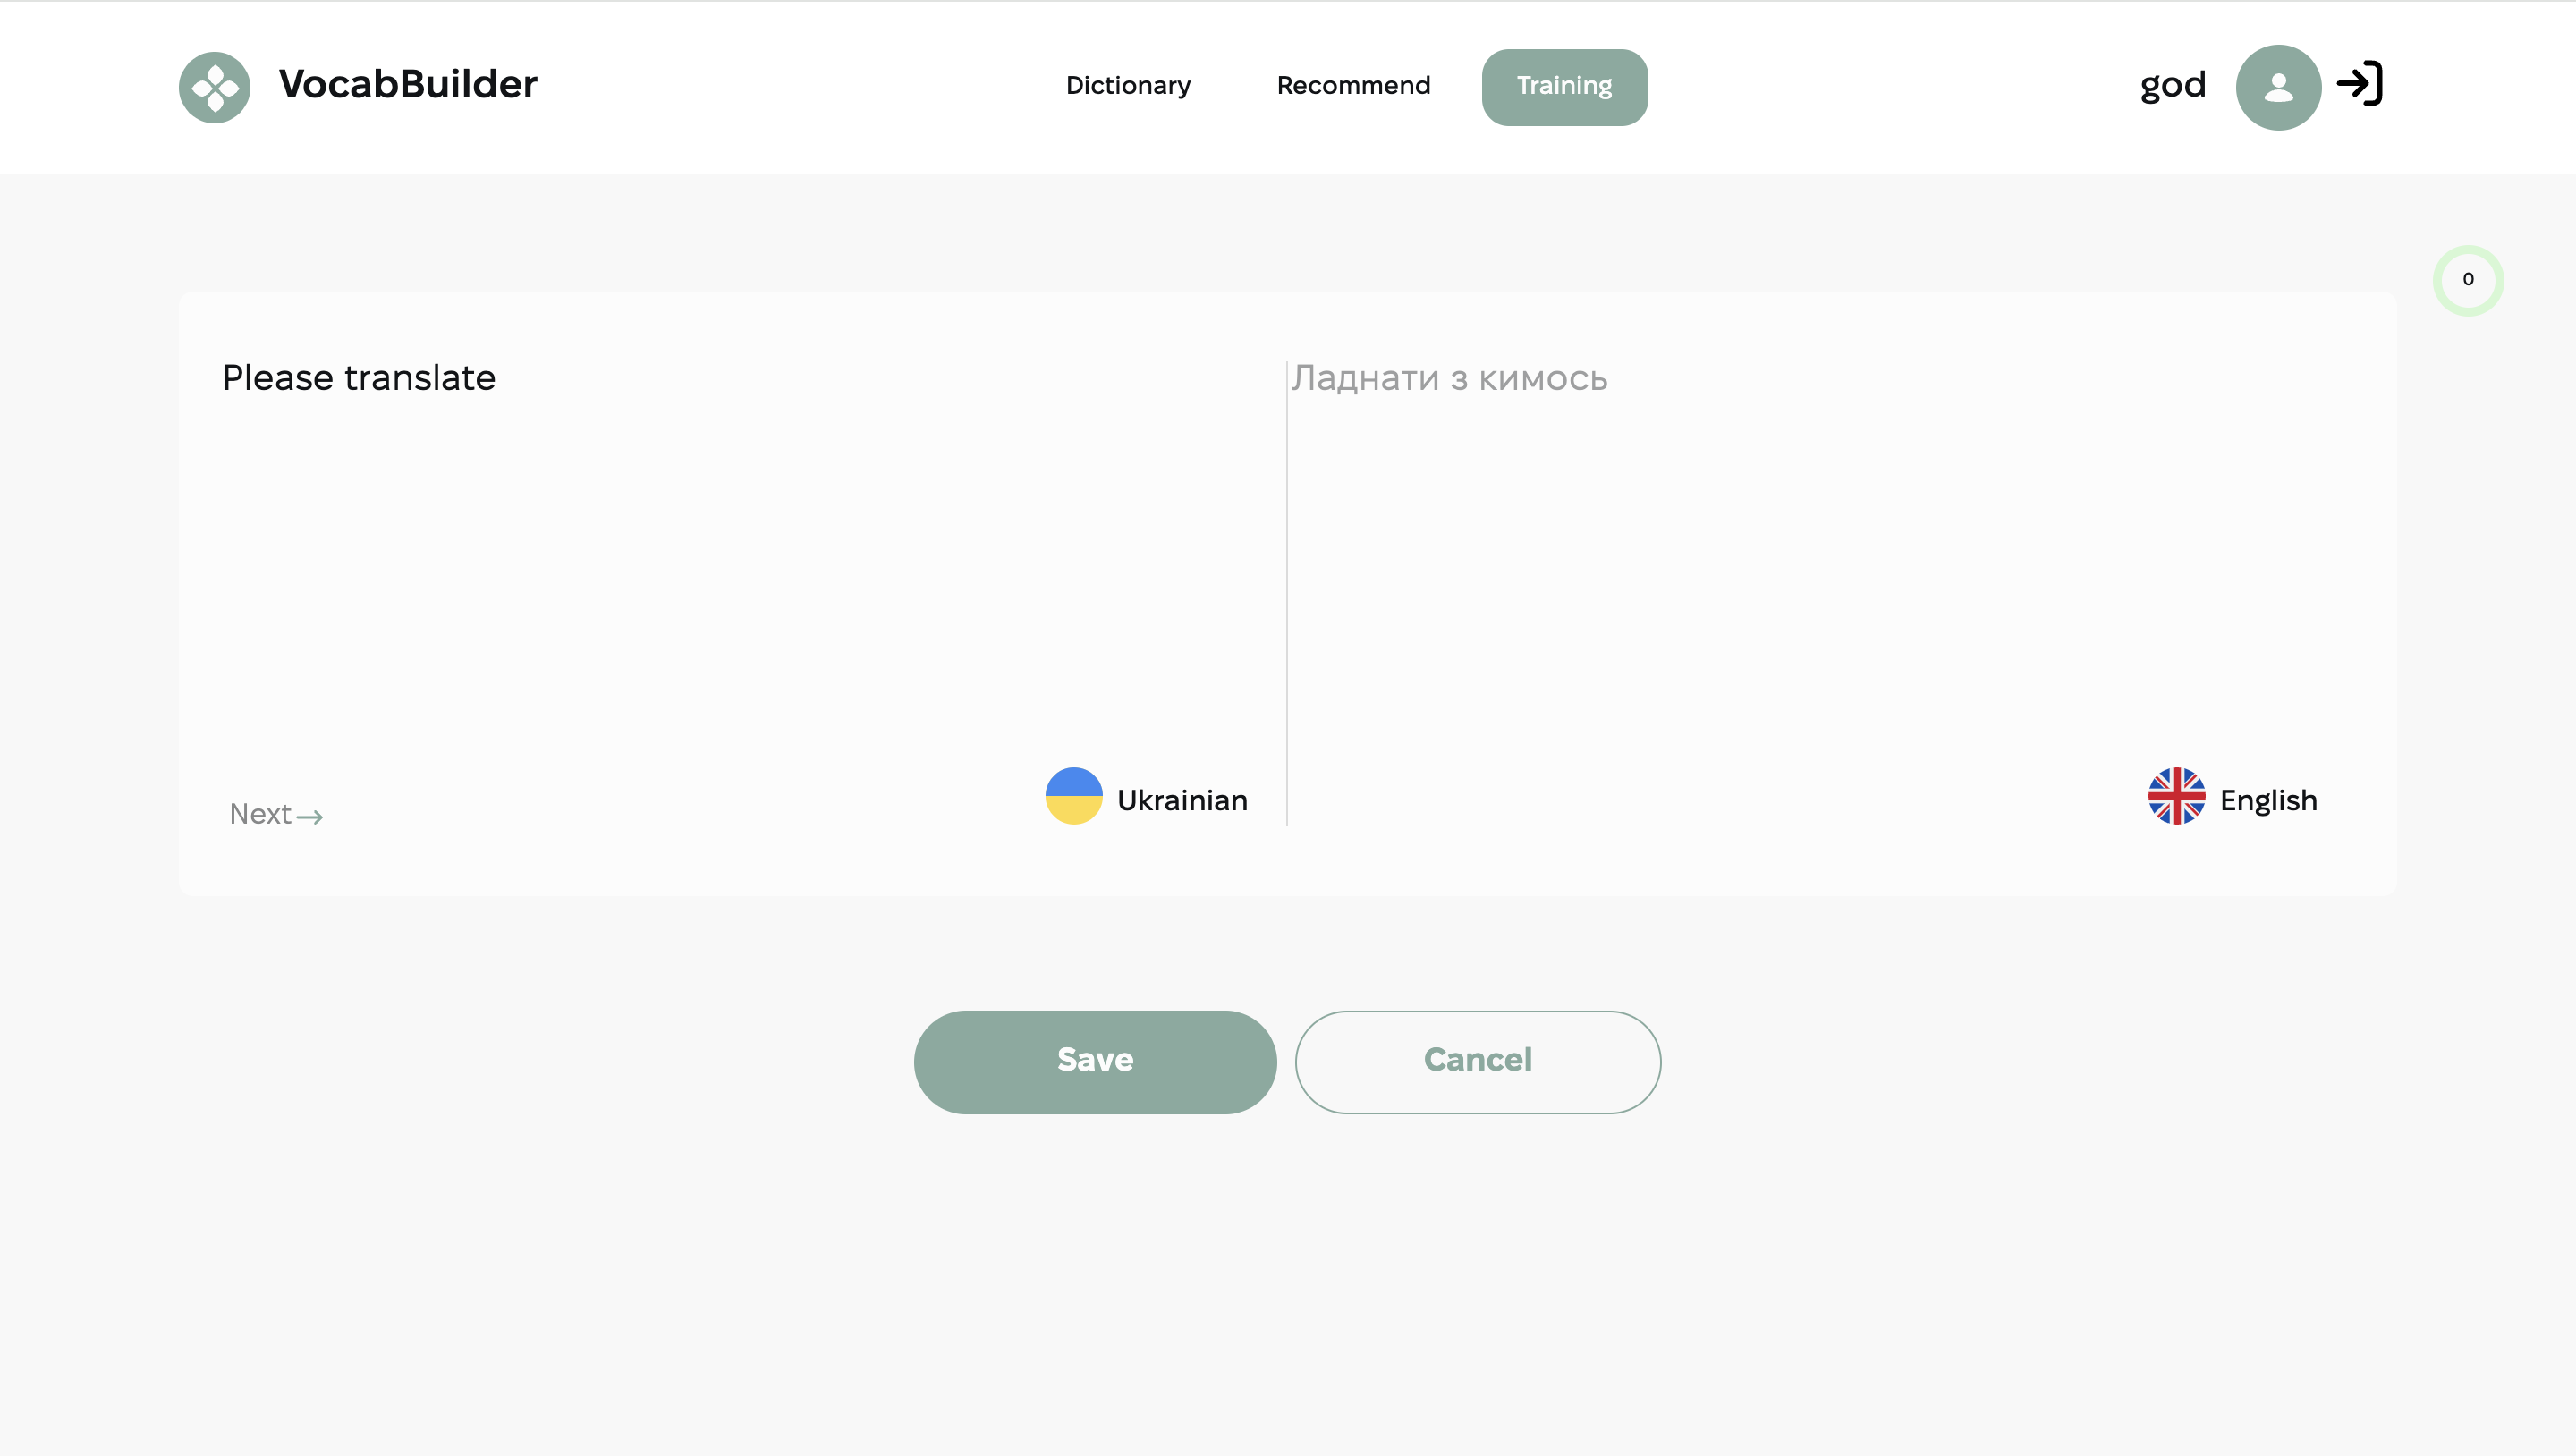 VocabBuilder
Dictionary
Recommend
Training
god
0
Please translate
Ладнати з кимось
Next
Ukrainian
English
Save
Cancel